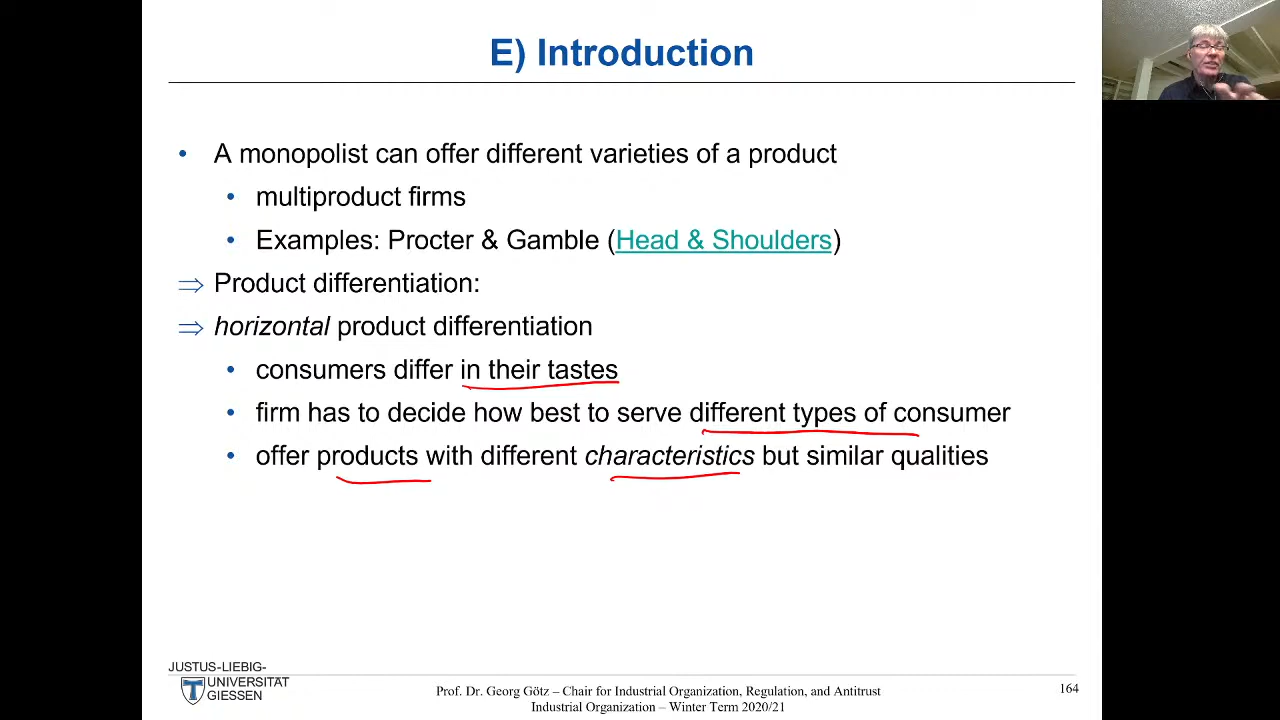 E) Introduction
• A monopolist can offer different varieties of a product
• multiproduct firms
• Examples: Procter & Gamble (Head & Shoulders)
⇒ Product differentiation:
⇒ horizontal product differentiation
• consumers differ in their tastes
• firm has to decide how best to serve different types of consumer
• offer products with different characteristics but similar qualities
JUSTUS-LIEBIG-
UNIVERSITÄT
GIESSEN
Prof. Dr. Georg Götz – Chair for Industrial Organization, Regulation, and Antitrust
Industrial Organization – Winter Term 2020/21
164